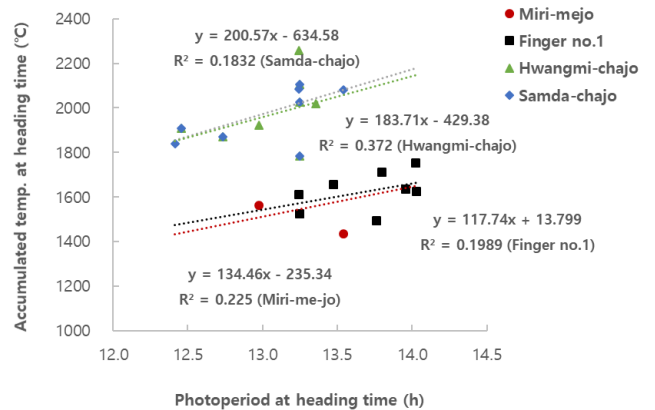 2400
2200
2000
1800
1600
1400
1200
1000
Accumulated temp. at heading time (℃)
y = 200.57x - 634.58
R² = 0.1832 (Samda-chajo)
y = 183.71x - 429.38
R² = 0.372 (Hwangmi-chajo)
y = 117.74x + 13.799
R² = 0.1989 (Finger no.1)
y = 134.46x - 235.34
R² = 0.225 (Miri-me-jo)
12.0 12.5 13.0 13.5 14.0 14.5
Photoperiod at heading time (h)
Miri-mejo
Finger no.1
Hwangmi-chajo
Samda-chajo